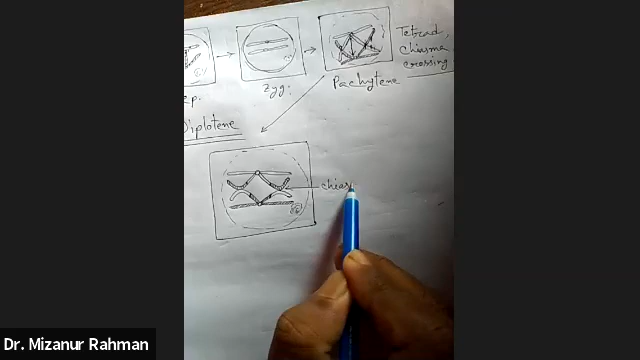 Tetrad,
chiasma
crossing
Zyg:
Pachytene
Diplotene
chias
Dr. Mizanur Rahman